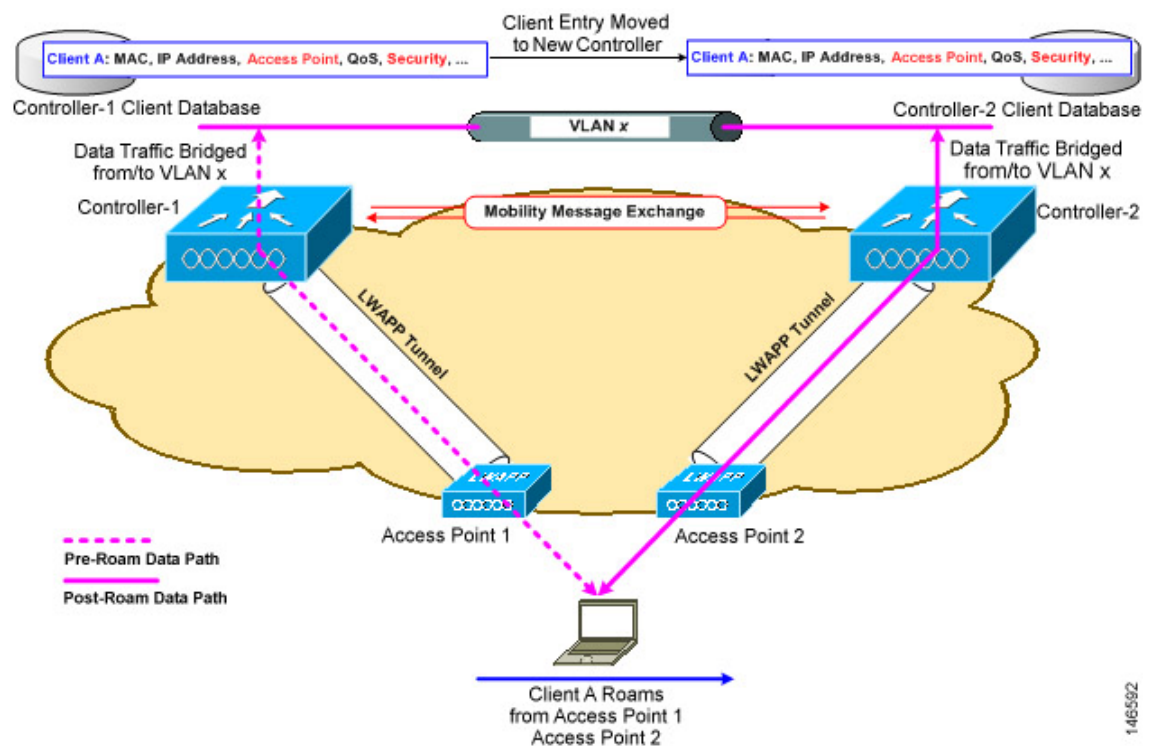 Client Entry Moved
to New Controller
Client A: MAC, IP Address, Access Point, QoS, Security, ...
Client A: MAC, IP Address, Access Point, QoS, Security, ...
Controller-1 Client Database
Controller-2 Client Database
VLAN x
Data Traffic Bridged
from/to VLAN x
Data Traffic Bridged
from/to VLAN x
Controller-1
Mobility Message Exchange
Controller-2
LWAPP Tunnel
LWAPP Tunnel
LWAPP
LWAPP
Access Point 1
Access Point 2
Pre-Roam Data Path
Post-Roam Data Path
Client A Roams
from Access Point 1
Access Point 2
146592